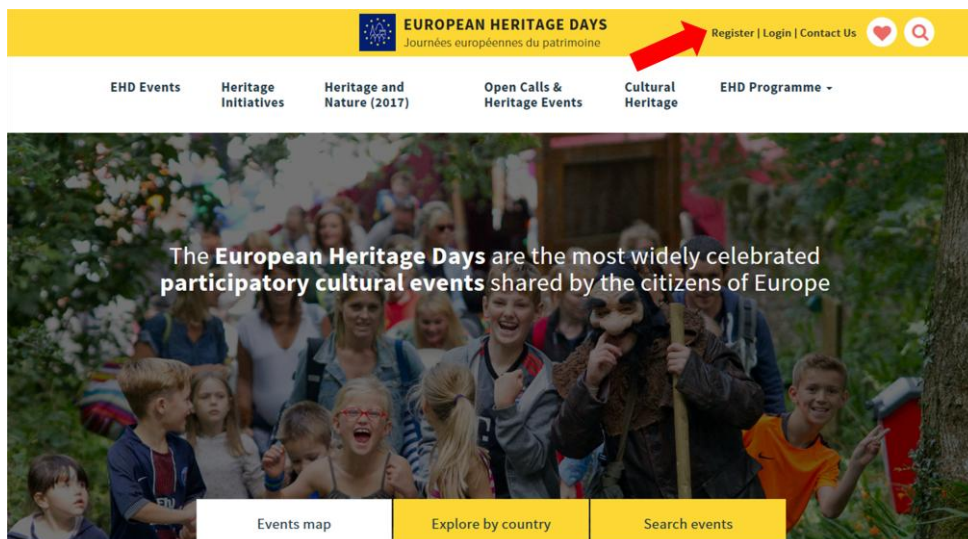 EUROPEAN HERITAGE DAYS
Journées européennes du patrimoine
Register | Login | Contact Us
EHD Events
Heritage
Initiatives
Heritage and
Nature (2017)
Open Calls &
Heritage Events
Cultural
Heritage
EHD Programme
The European Heritage Days are the most widely celebrated
participatory cultural events shared by the citizens of Europe
Events map
Explore by country
Search events